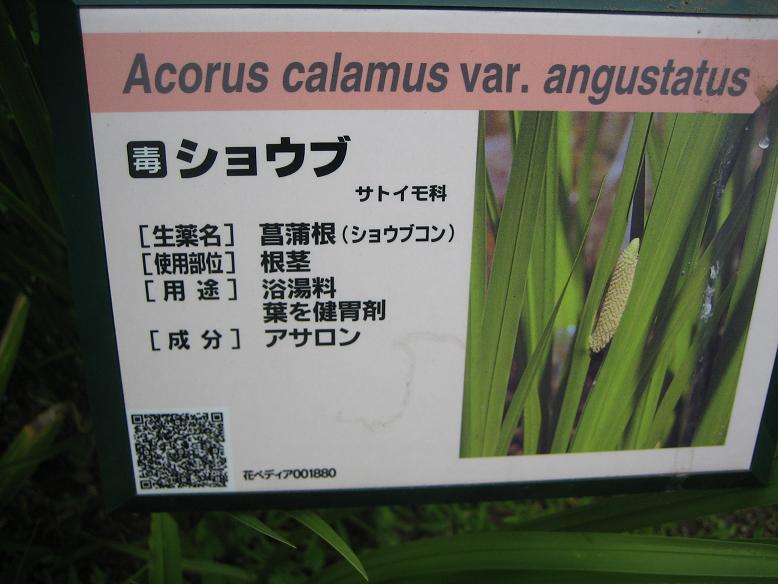 Acorus calamus var. angustatus
毒 ショウブ
サトイモ科
［生薬名］ 菖蒲根（ショウブコン）
［使用部位］ 根茎
［用 途］ 浴湯料
葉を健胃剤
［成 分］ アサロン
花ペディア001880